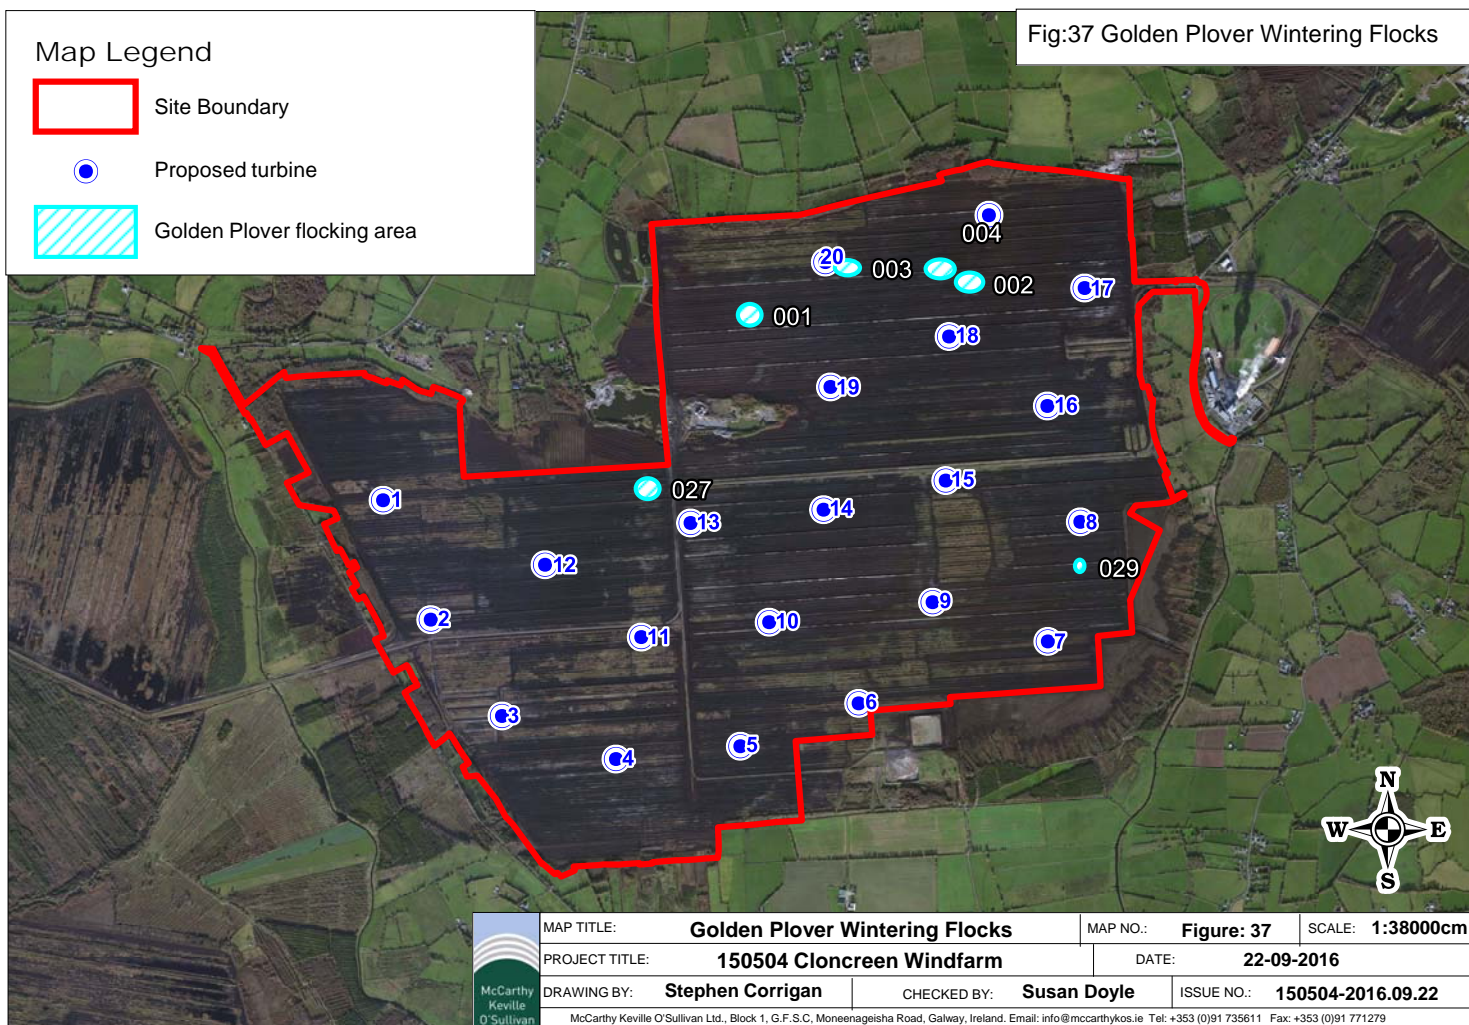 Fig:37 Golden Plover Wintering Flocks
Map Legend
Site Boundary
Proposed turbine
Golden Plover flocking area
004
20
003
002
17
001
18
19
16
15
027
1
14
13
8
12
029
9
2
10
11
7
6
3
5
4
N
W E
S
MAP TITLE: Golden Plover Wintering Flocks MAP NO.: Figure: 37 SCALE: 1:38000cm
PROJECT TITLE: 150504 Cloncreen Windfarm DATE: 22-09-2016
DRAWING BY: Stephen Corrigan CHECKED BY: Susan Doyle ISSUE NO.: 150504-2016.09.22
McCarthy
Keville
O'Sullivan
McCarthy Keville O'Sullivan Ltd., Block 1, G.F.S.C, Moneenageisha Road, Galway, Ireland. Email: info@mccarthykos.ie Tel: +353 (0)91 735611 Fax: +353 (0)91 771279